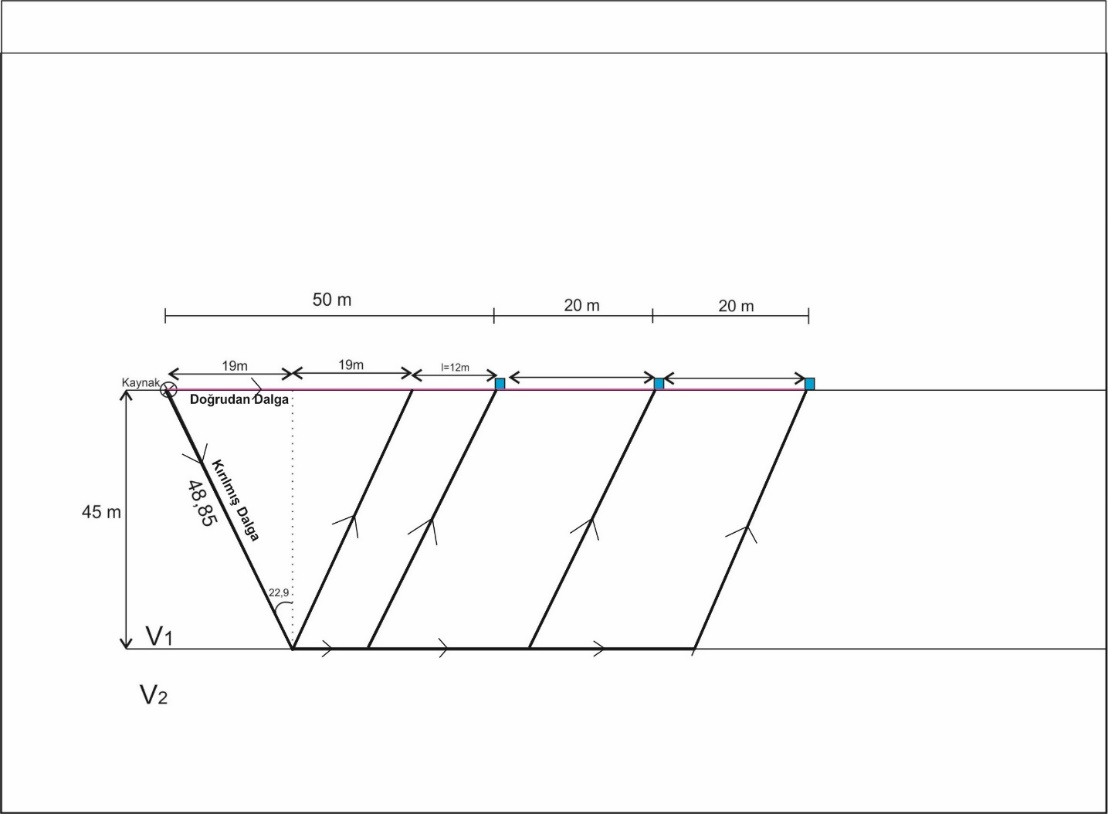 50 m
20 m
20 m
19m
19m
l=12m
Kaynak
Doğrudan Dalga
Kırılmış Dalga
48,85
45 m
22,9
V1
V2